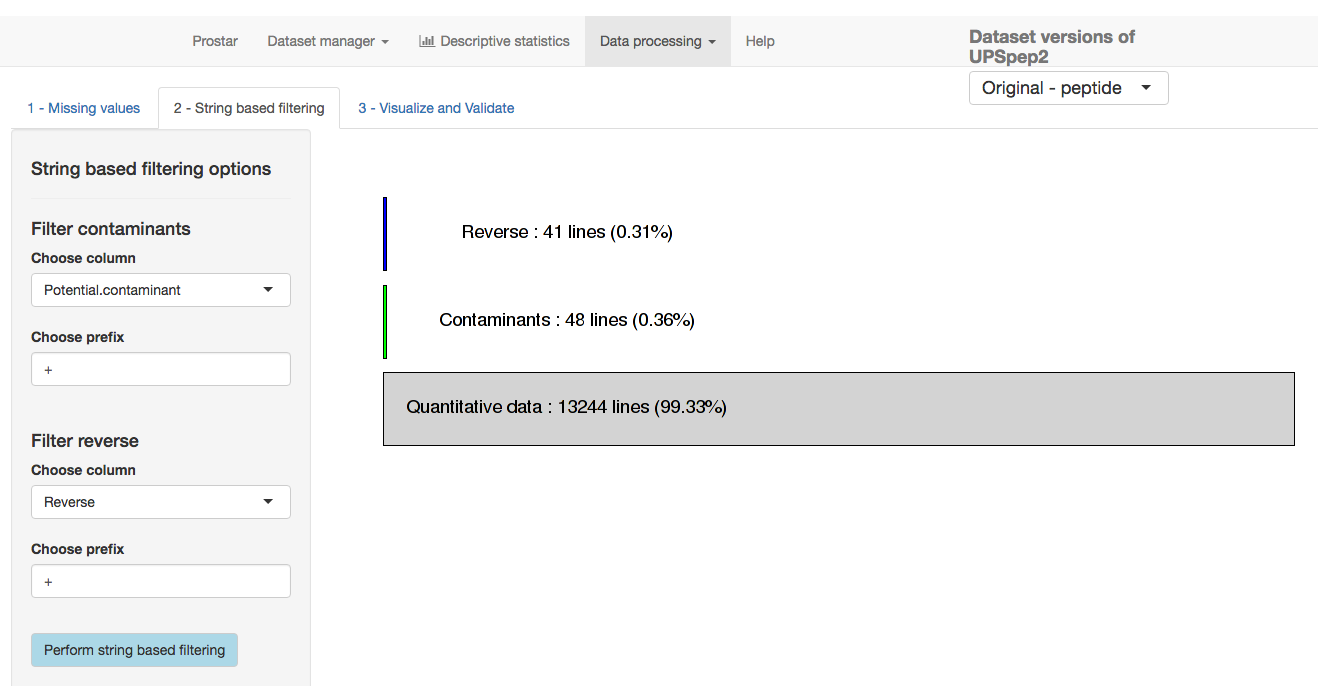 Prostar Dataset manager Descriptive statistics Data processing Help
Dataset versions of
UPSpep2
Original - peptide
1 - Missing values 2 - String based filtering 3 - Visualize and Validate
String based filtering options
Filter contaminants
Choose column
Potential.contaminant
Choose prefix
+
Filter reverse
Choose column
Reverse
Choose prefix
+
Perform string based filtering
Reverse : 41 lines (0.31%)
Contaminants : 48 lines (0.36%)
Quantitative data : 13244 lines (99.33%)